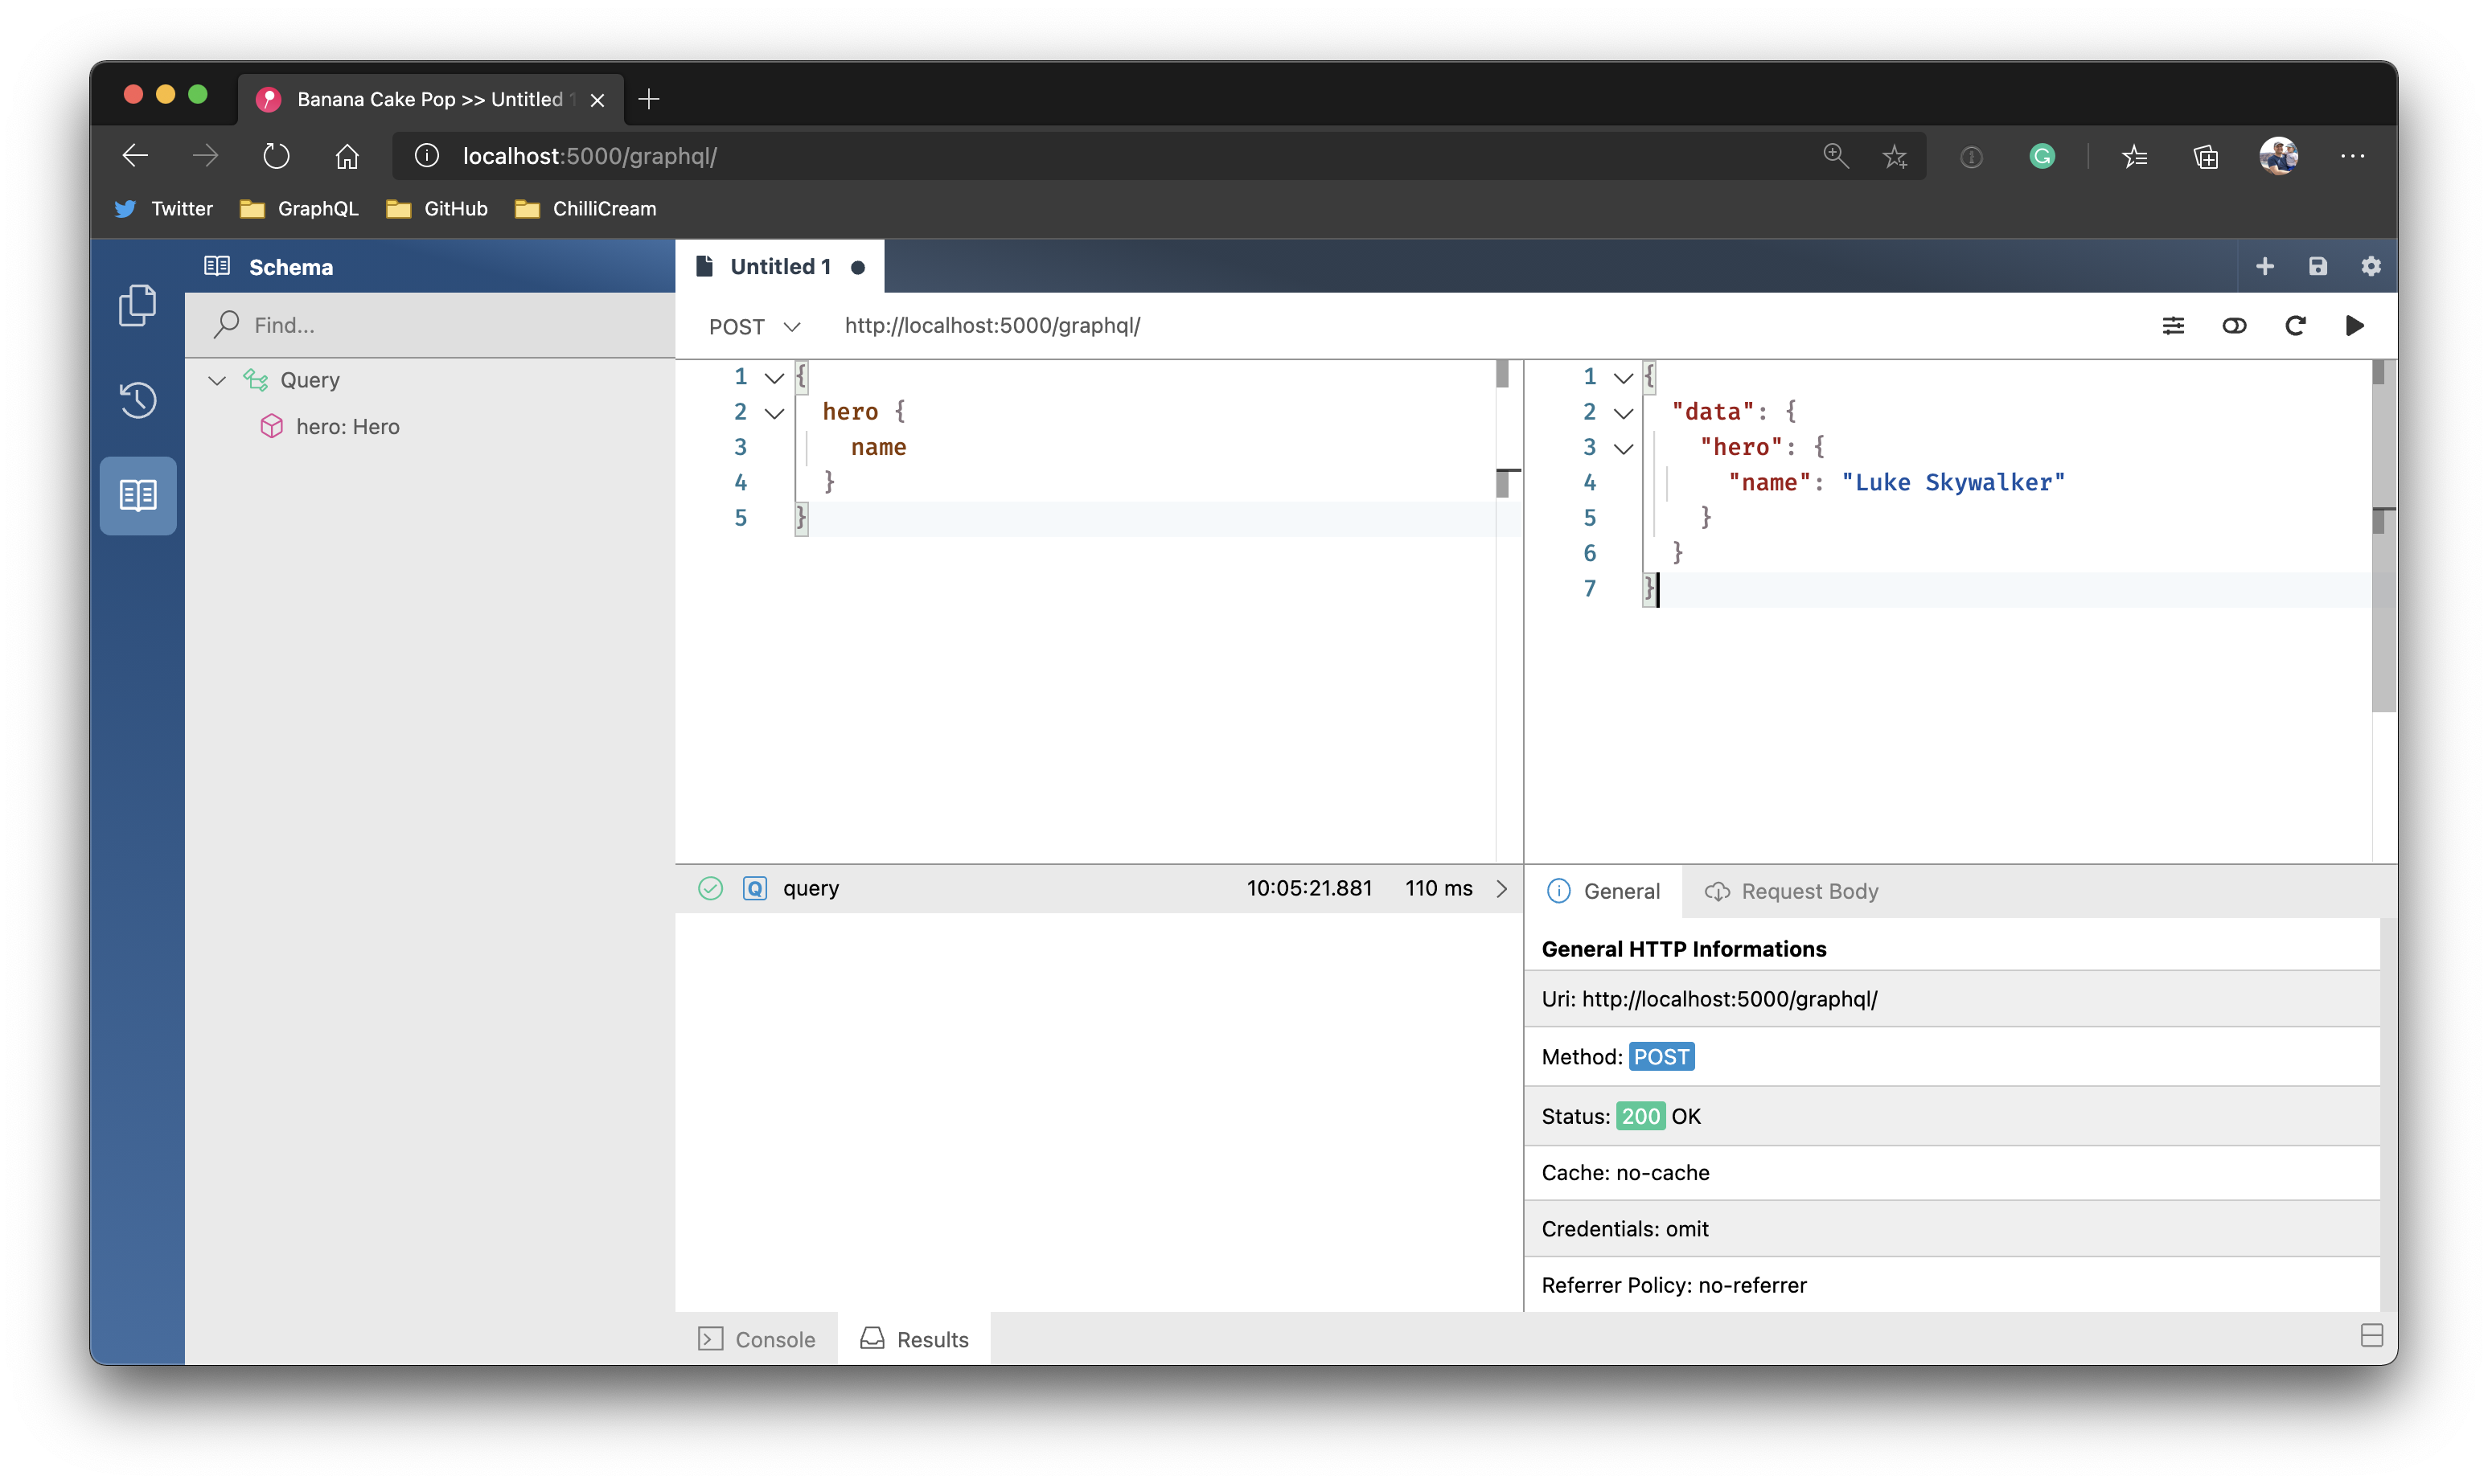 Banana Cake Pop >> Untitled 1
localhost:5000/graphql/
Twitter GraphQL GitHub ChilliCream
Schema
Find...
Query
hero: Hero
Untitled 1
POST http://localhost:5000/graphql/
1 {
2 hero {
3 name
4 }
5 }
1 {
2 "data": {
3 "hero": {
4 "name": "Luke Skywalker"
5 }
6 }
7 }
Q query 10:05:21.881 110 ms
General Request Body
General HTTP Informations
Uri: http://localhost:5000/graphql/
Method: POST
Status: 200 OK
Cache: no-cache
Credentials: omit
Referrer Policy: no-referrer
Console Results